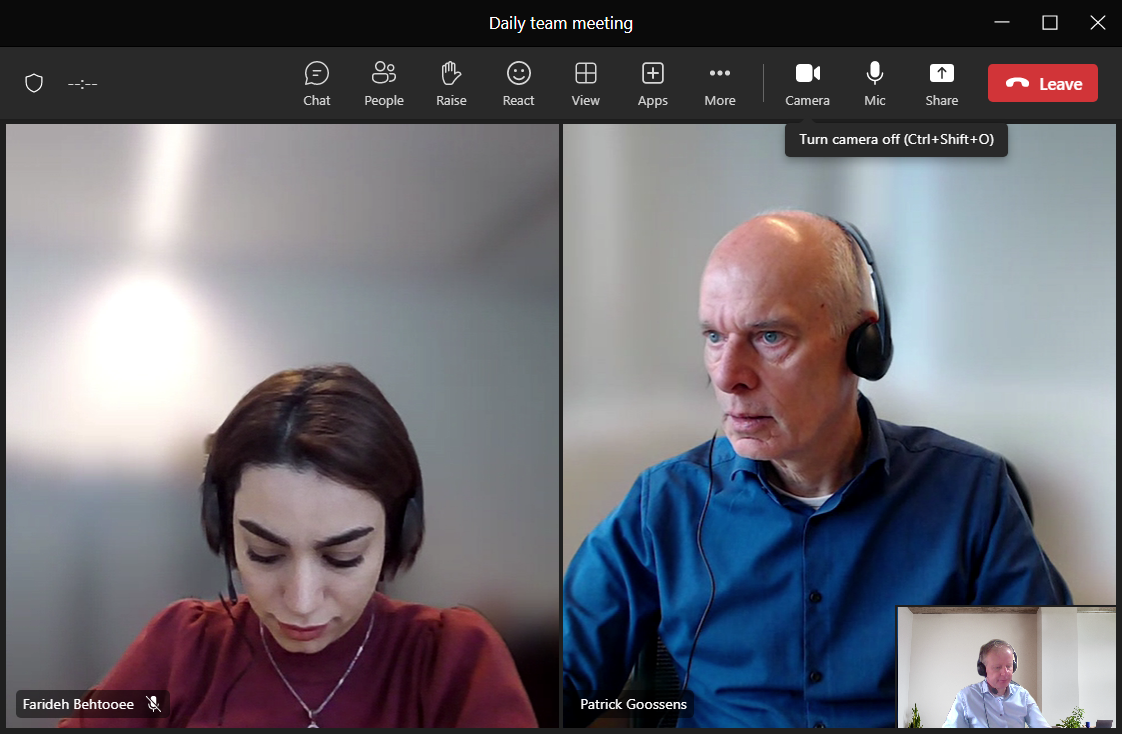 Daily team meeting
--:--
Chat
People
Raise
React
View
Apps
More
Camera
Mic
Share
Leave
Turn camera off (Ctrl+Shift+O)
Farideh Behtooee
Patrick Goossens